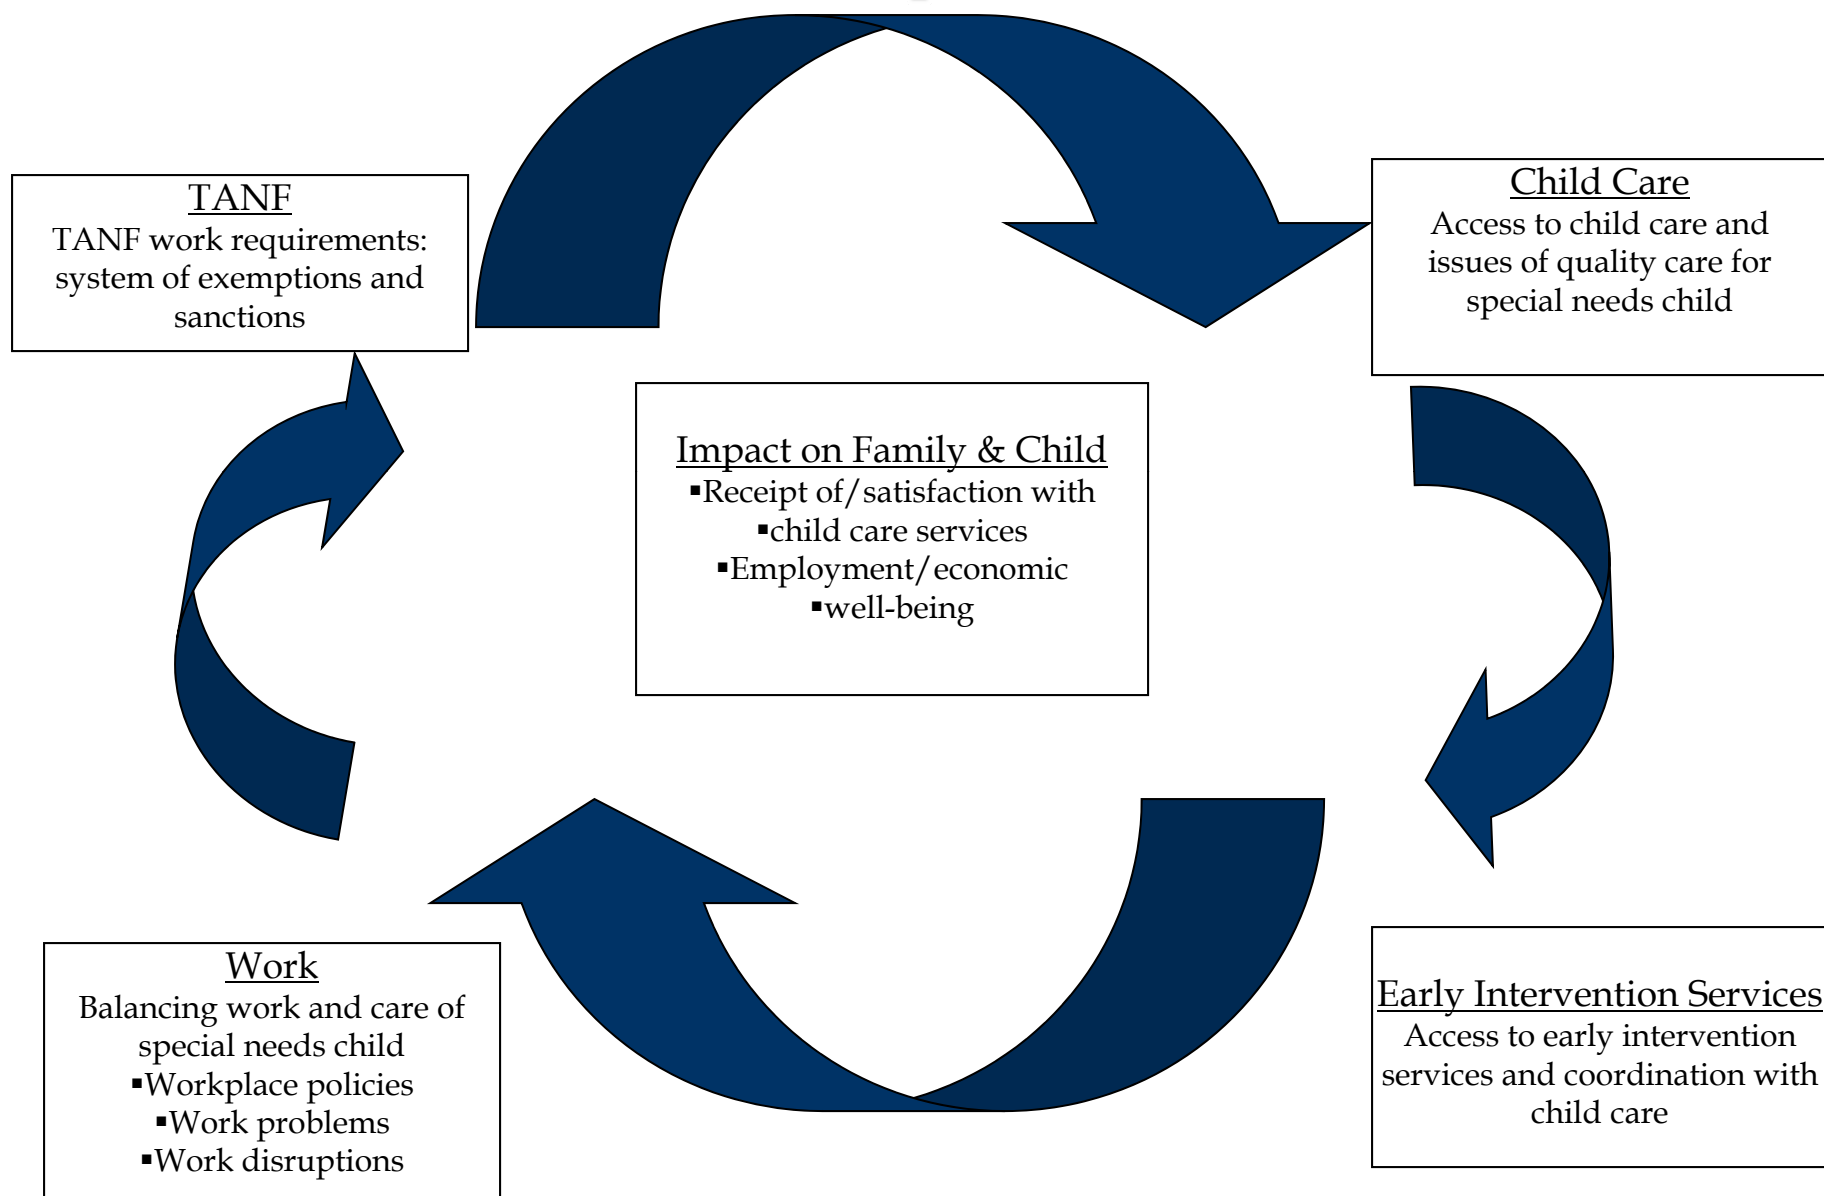 TANF
TANF work requirements:
system of exemptions and
sanctions
Child Care
Access to child care and
issues of quality care for
special needs child
Impact on Family & Child
▪Receipt of/satisfaction with
▪child care services
▪Employment/economic
▪well-being
Work
Balancing work and care of
special needs child
▪Workplace policies
▪Work problems
▪Work disruptions
Early Intervention Services
Access to early intervention
services and coordination with
child care